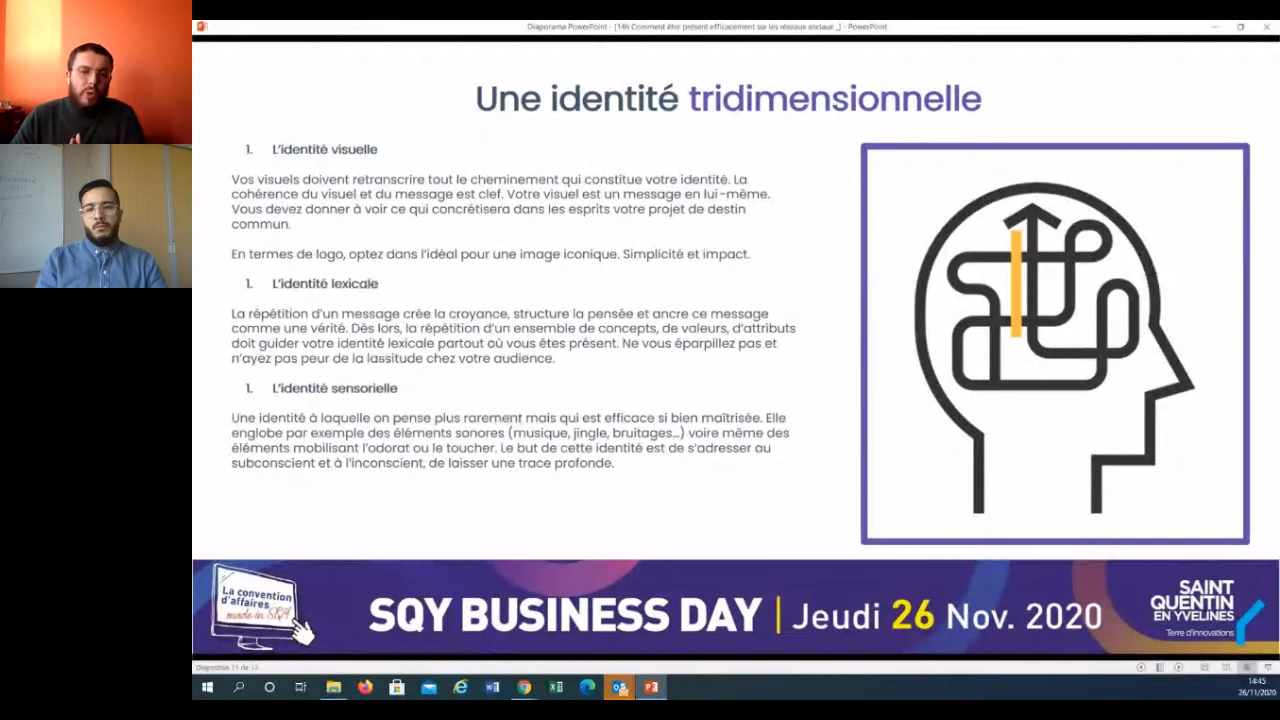 Diaporama PowerPoint - [14h Comment être présent efficacement sur les réseaux sociaux _] - PowerPoint
Une identité tridimensionnelle
1. L'identité visuelle
Vos visuels doivent retranscrire tout le cheminement qui constitue votre identité. La
cohérence du visuel et du message est clef. Votre visuel est un message en lui-même.
Vous devez donner à voir ce qui concrétisera dans les esprits votre projet de destin
commun.
En termes de logo, optez dans l'idéal pour une image iconique. Simplicité et impact.
1. L'identité lexicale
La répétition d'un message crée la croyance, structure la pensée et ancre ce message
comme une vérité. Dès lors, la répétition d'un ensemble de concepts, de valeurs, d'attributs
doit guider votre identité lexicale partout où vous êtes présent. Ne vous éparpillez pas et
n'ayez pas peur de la lassitude chez votre audience.
1. L'identité sensorielle
Une identité à laquelle on pense plus rarement mais qui est efficace si bien maîtrisée. Elle
englobe par exemple des éléments sonores (musique, jingle, bruitages...) voire même des
éléments mobilisant l'odorat ou le toucher. Le but de cette identité est de s'adresser au
subconscient et à l'inconscient, de laisser une trace profonde.
La convention
d'affaires
made in SQY
SQY BUSINESS DAY | Jeudi 26 Nov. 2020
SAINT
QUENTIN
EN YVELINES
Terre d'innovations
Diapositive 11 de 12
14:45
26/11/2020